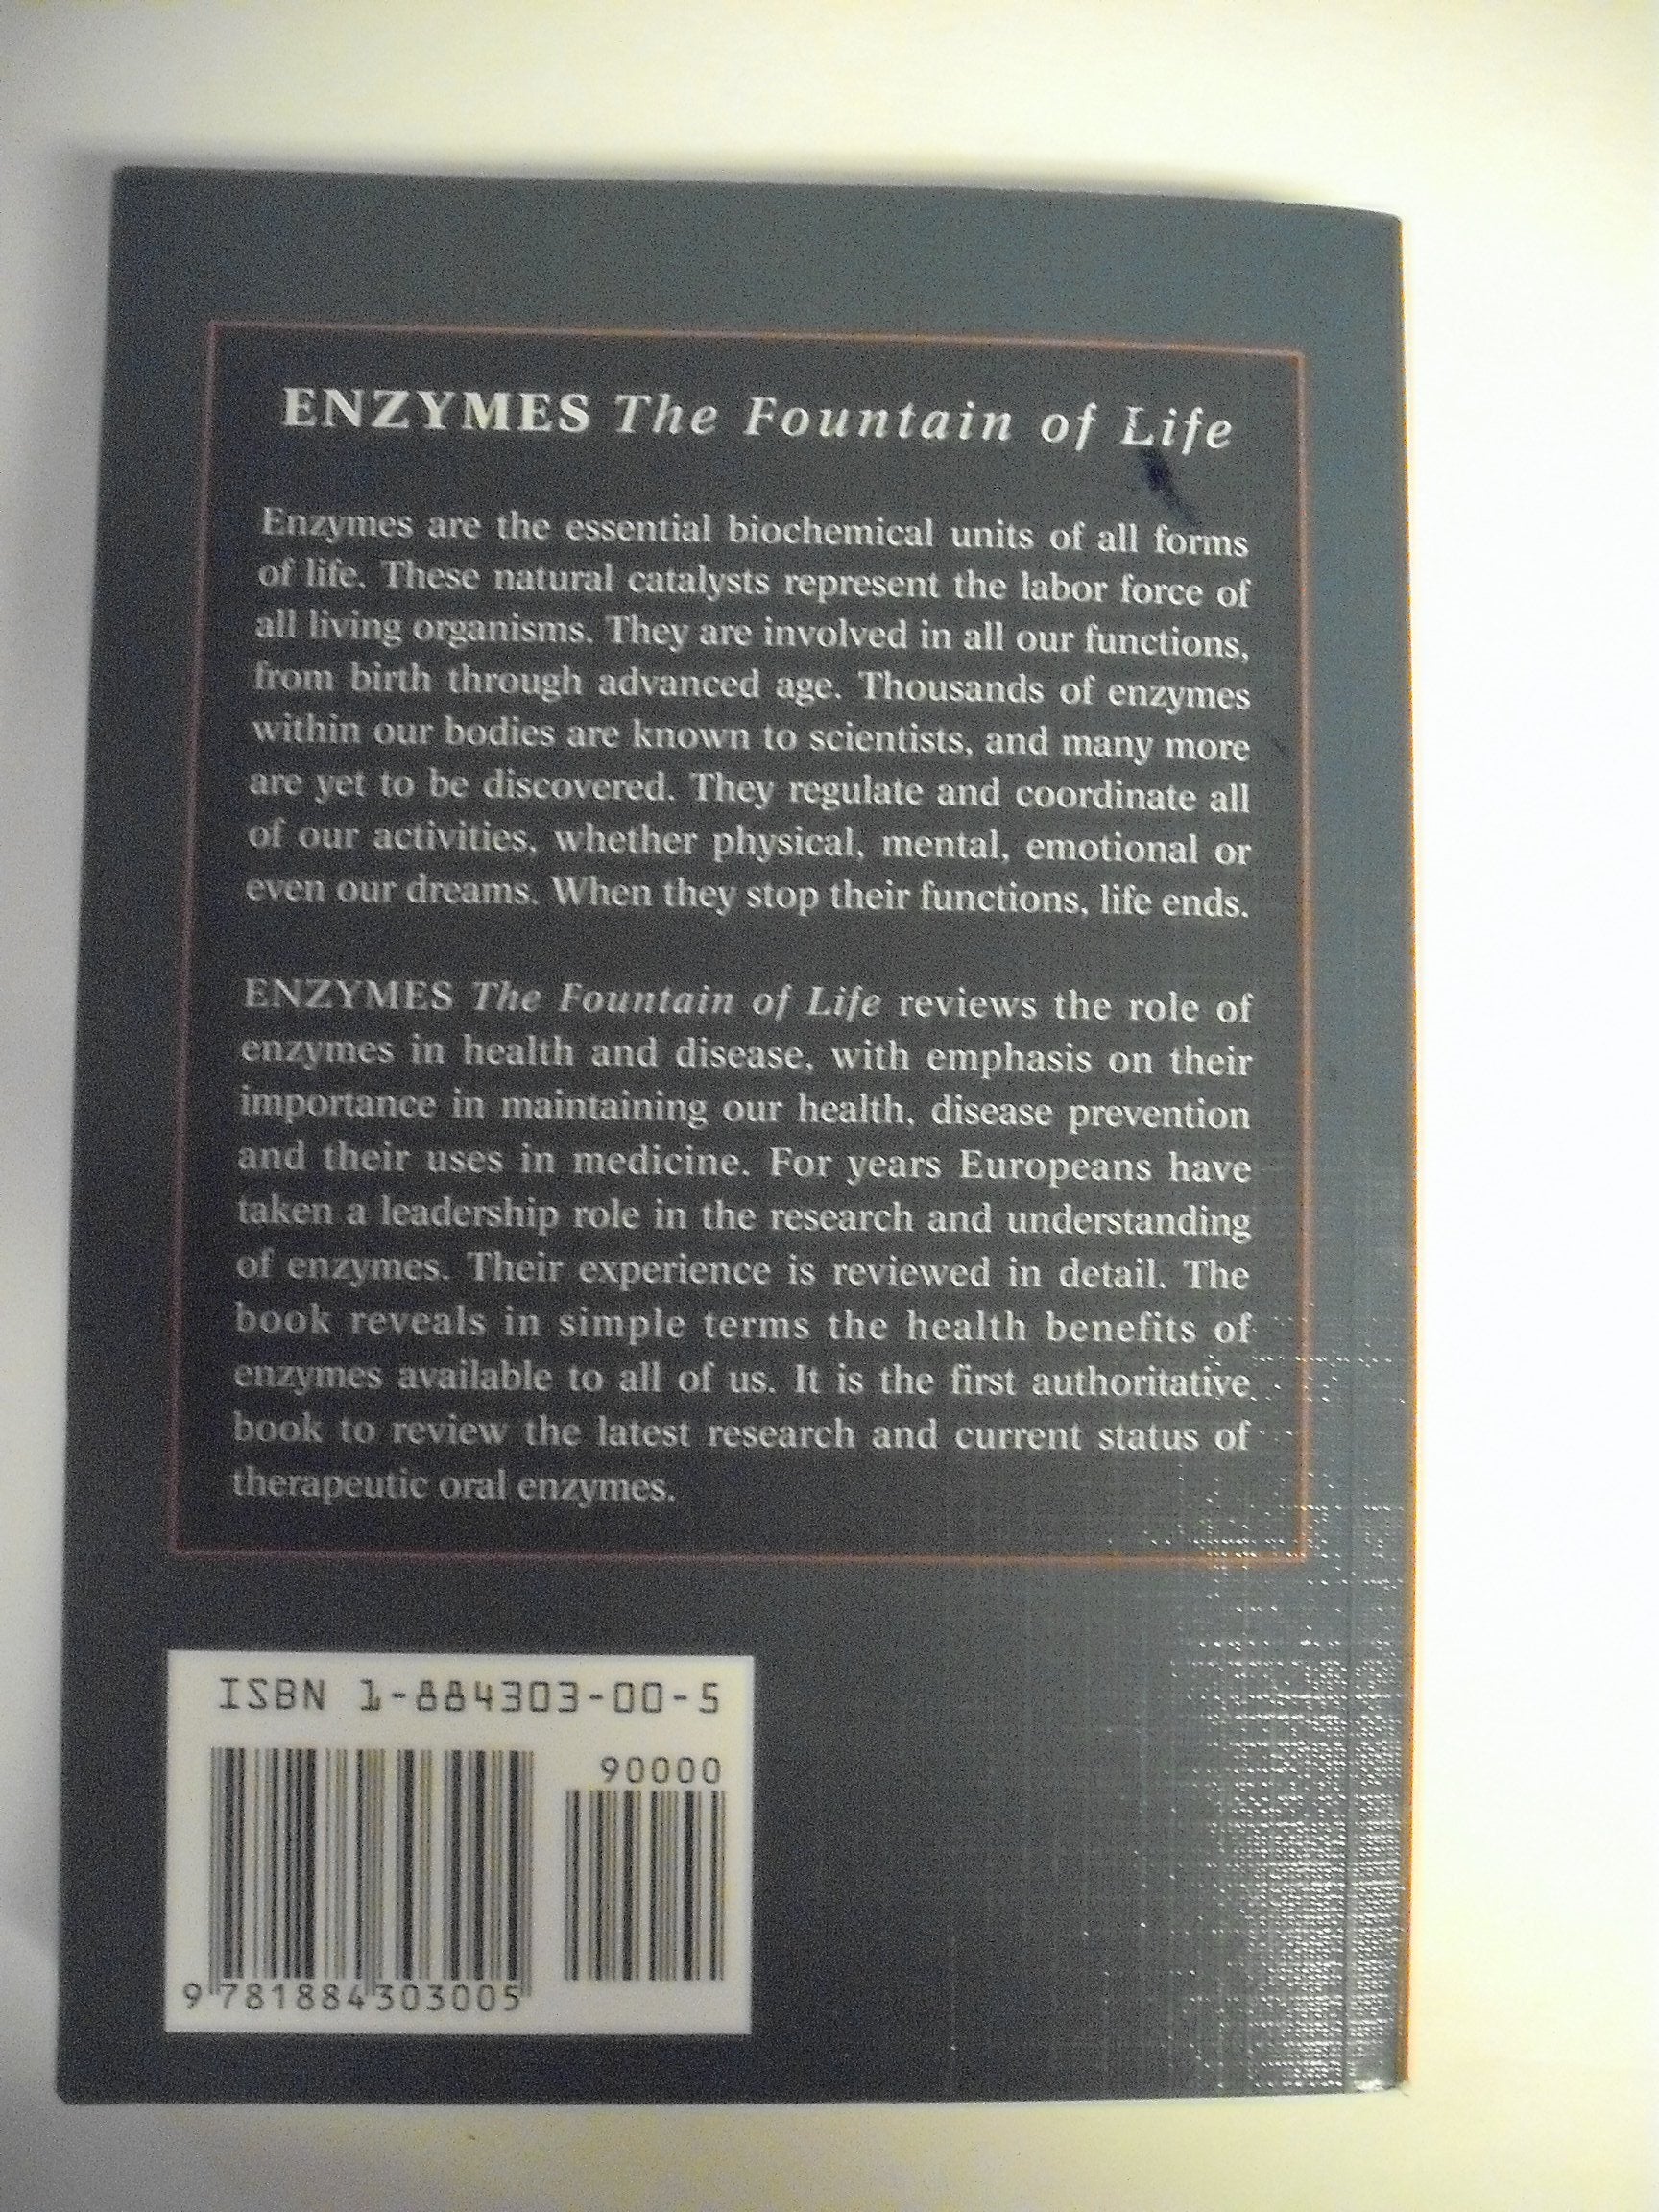 ENZYMES The Fountain of Life
Enzymes are the essential biochemical units of all forms
of life. These natural catalysts represent the labor force of
all living organisms. They are involved in all our functions,
from birth through advanced age. Thousands of enzymes
within our bodies are known to scientists, and many more
are yet to be discovered. They regulate and coordinate all
of our activities, whether physical, mental, emotional or
even our dreams. When they stop their functions, life ends.
ENZYMES The Fountain of Life reviews the role of
enzymes in health and disease, with emphasis on their
importance in maintaining our health, disease prevention
and their uses in medicine. For years Europeans have
taken a leadership role in the research and understanding
of enzymes. Their experience is reviewed in detail. The
book reveals in simple terms the health benefits of
enzymes available to all of us. It is the first authoritative
book to review the latest research and current status of
therapeutic oral enzymes.
ISBN 1-884303-00-5
90000
9 781884 303005